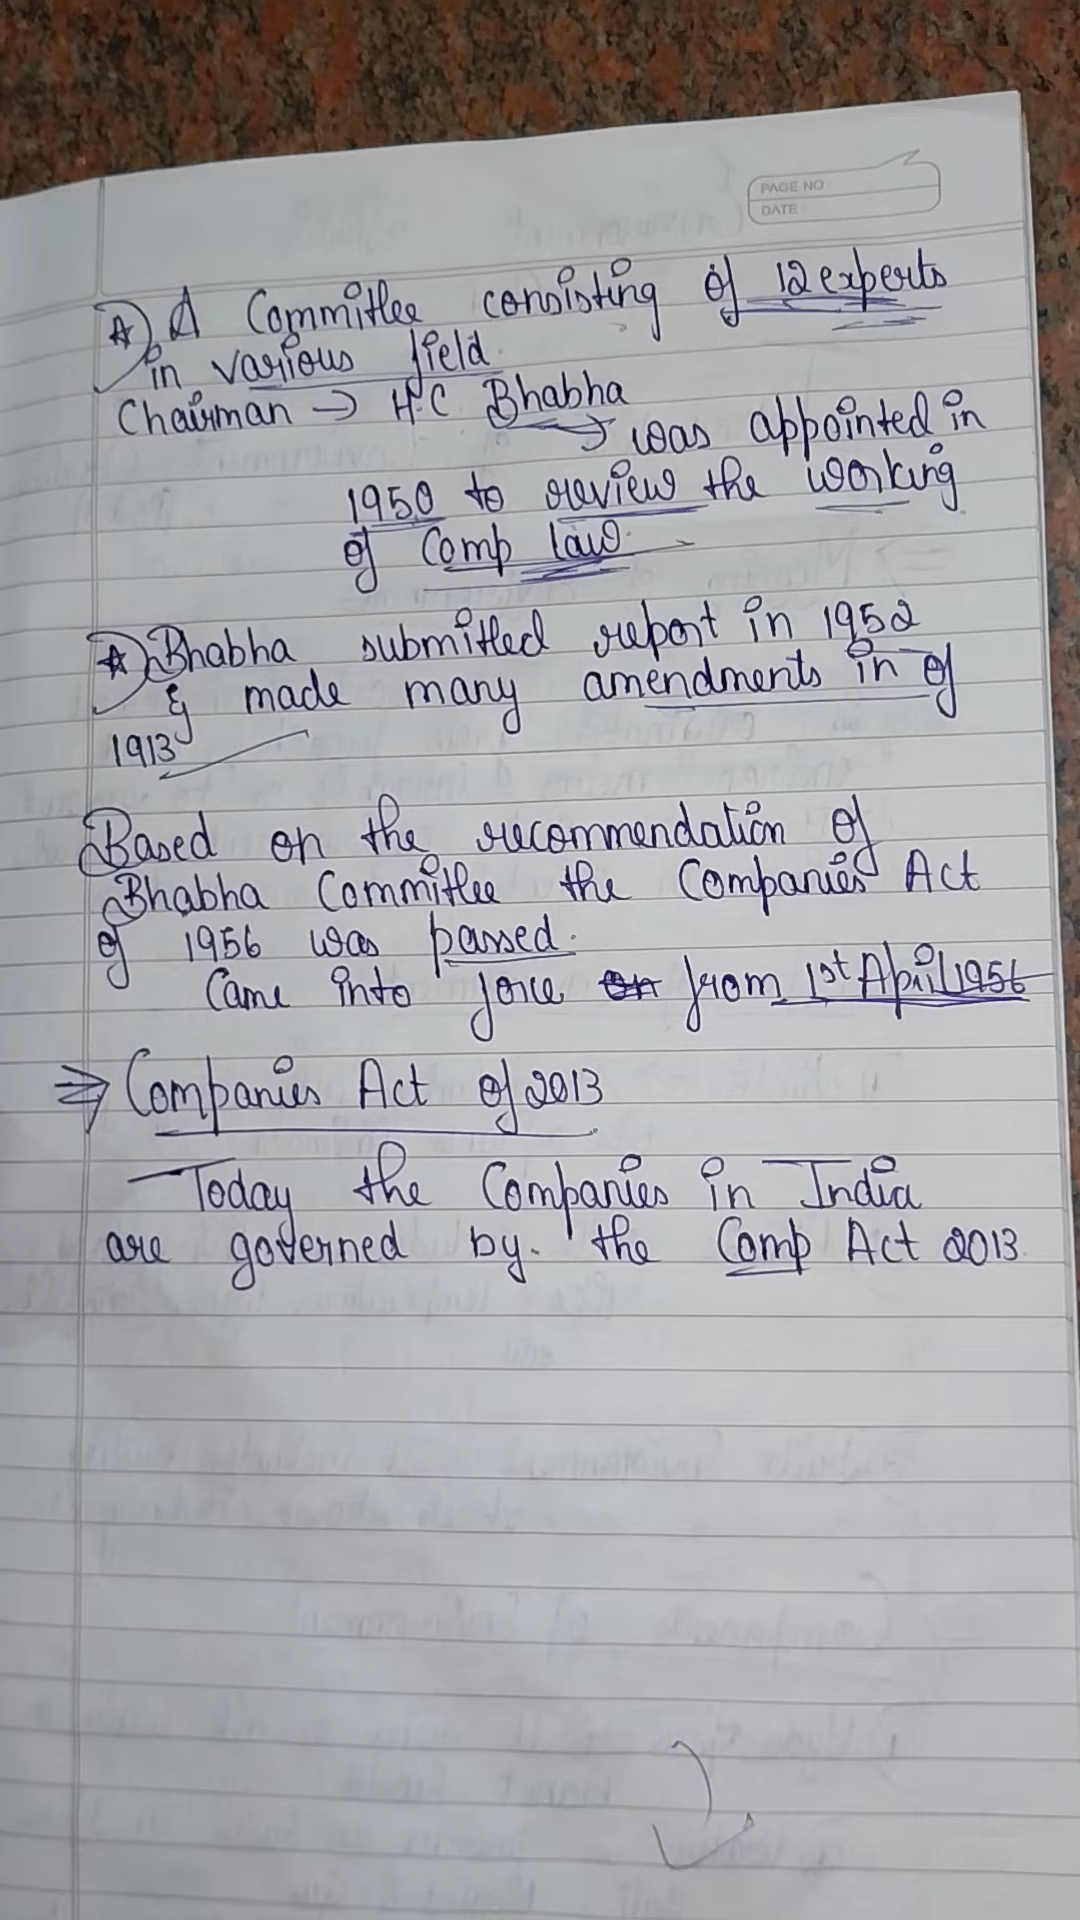 PAGE NO
DATE
☆ A Committee consisting of 12 experts
in various field.
Chairman → H.C Bhabha
→ was appointed in
1950 to review the working
of Comp law.
☆ Bhabha submitted report in 1952
& made many amendments in of
1913
Based on the recommendation of
Bhabha Committee the Companies Act
of 1956 was passed.
Came into force on from 1st April 1956
⇒ Companies Act of 2013
Today the Companies in India
are governed by the Comp Act 2013